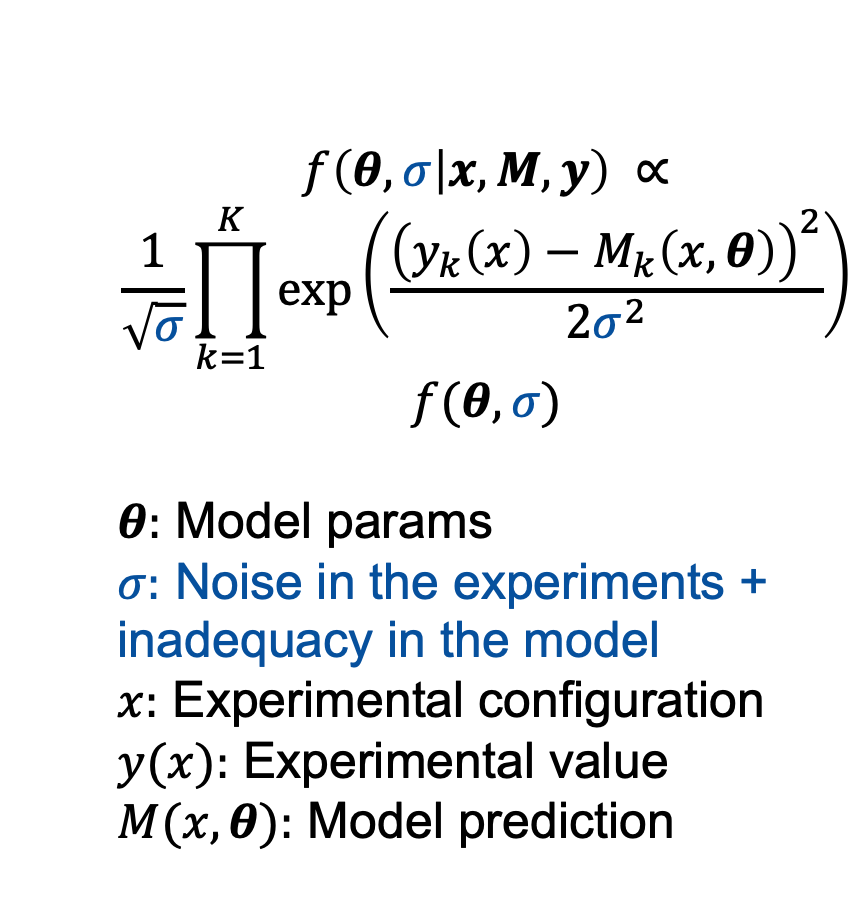 f(θ, σ|x, M, y) ∝
1/√σ ∏_{k=1}^{K} exp((y_k(x) − M_k(x, θ))²/2σ²)
f(θ, σ)
θ: Model params
σ: Noise in the experiments +
inadequacy in the model
x: Experimental configuration
y(x): Experimental value
M(x, θ): Model prediction